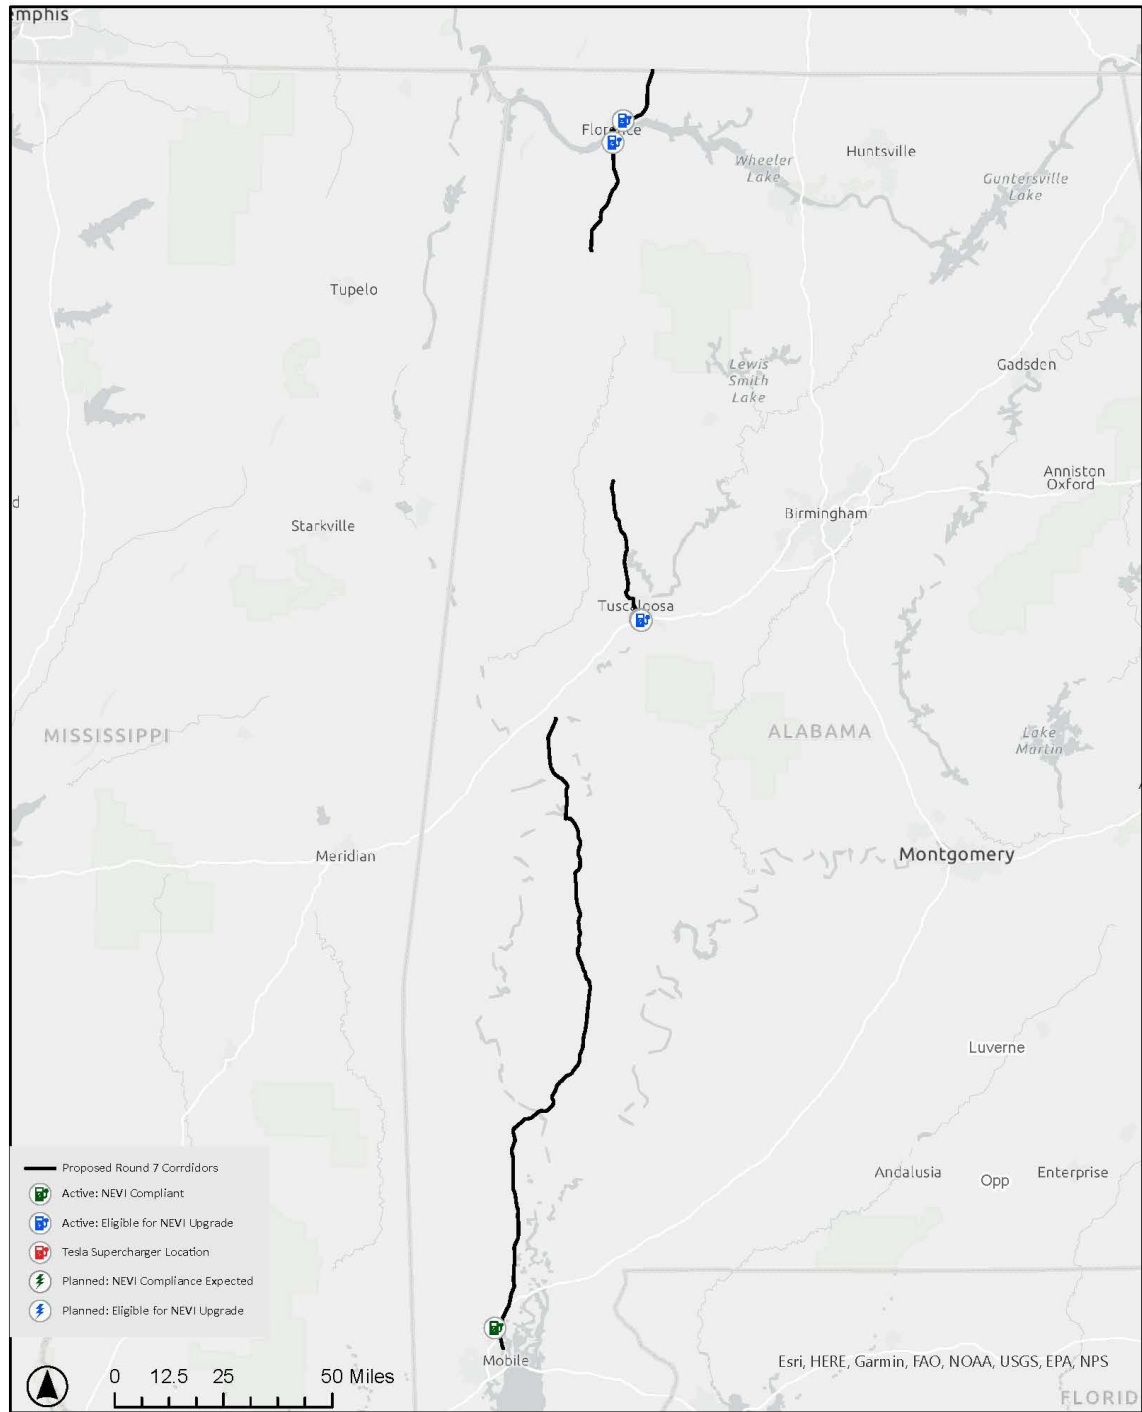 mphis
Florence
Huntsville
Wheeler
Lake
Guntersville
Lake
Tupelo
Lewis
Smith
Lake
Gadsden
Anniston
Oxford
d
Starkville
Birmingham
Tuscaloosa
MISSISSIPPI
ALABAMA
Lake
Martin
Meridian
Montgomery
Luverne
Andalusia
Opp
Enterprise
Proposed Round 7 Corrdidors
Active: NEVI Compliant
Active: Eligible for NEVI Upgrade
Tesla Supercharger Location
Planned: NEVI Compliance Expected
Planned: Eligible for NEVI Upgrade
Mobile
0 12.5 25 50 Miles
Esri, HERE, Garmin, FAO, NOAA, USGS, EPA, NPS
FLORID